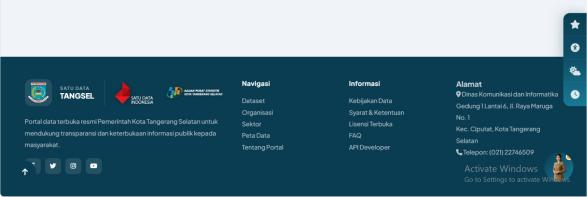 SATU DATA
TANGSEL
SATU DATA
INDONESIA
BADAN PUSAT STATISTIK
KOTA TANGERANG SELATAN
Portal data terbuka resmi Pemerintah Kota Tangerang Selatan untuk
mendukung transparansi dan keterbukaan informasi publik kepada
masyarakat.
Navigasi
Dataset
Organisasi
Sektor
Peta Data
Tentang Portal
Informasi
Kebijakan Data
Syarat & Ketentuan
Lisensi Terbuka
FAQ
API Developer
Alamat
Dinas Komunikasi dan Informatika
Gedung 1 Lantai 6, Jl. Raya Maruga
No. 1
Kec. Ciputat, Kota Tangerang
Selatan
Telepon: (021) 22746509
Activate Windows
Go to Settings to activate Windows.